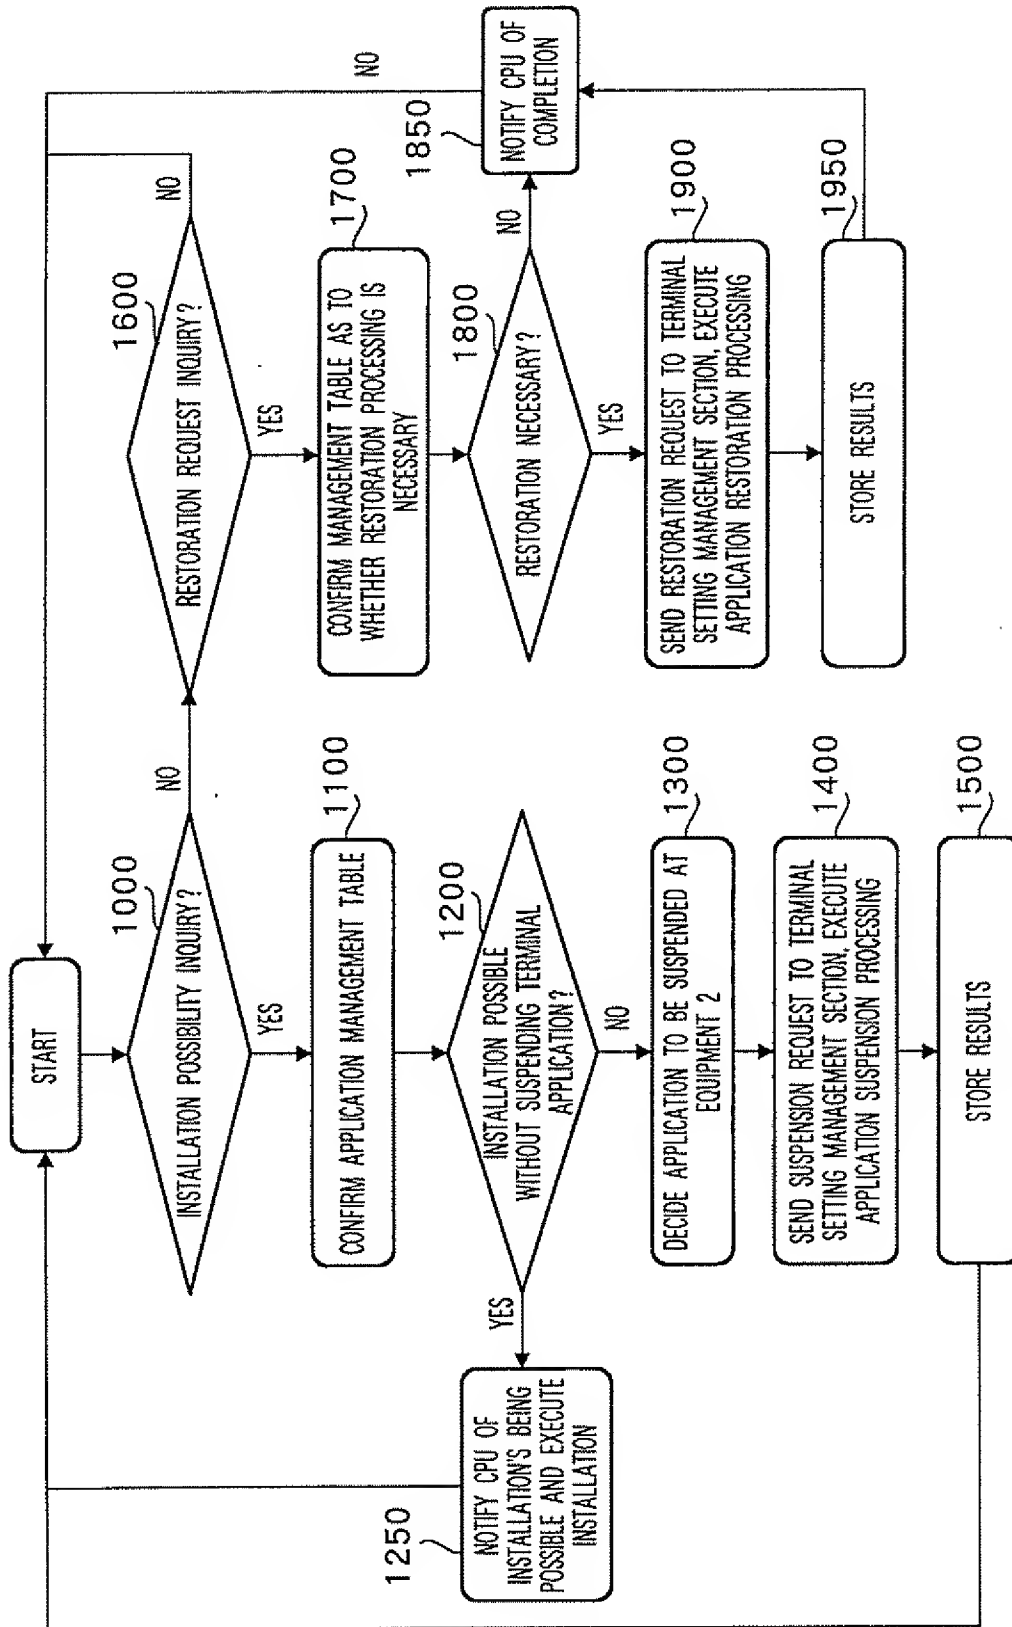 START
1000
INSTALLATION POSSIBILITY INQUIRY?
NO
YES
1100
CONFIRM APPLICATION MANAGEMENT TABLE
1200
INSTALLATION POSSIBLE
WITHOUT SUSPENDING TERMINAL
APPLICATION?
YES
NO
1250
NOTIFY CPU OF
INSTALLATION'S BEING
POSSIBLE AND EXECUTE
INSTALLATION
1300
DECIDE APPLICATION TO BE SUSPENDED AT
EQUIPMENT 2
1400
SEND SUSPENSION REQUEST TO TERMINAL
SETTING MANAGEMENT SECTION, EXECUTE
APPLICATION SUSPENSION PROCESSING
1500
STORE RESULTS
1600
RESTORATION REQUEST INQUIRY?
NO
YES
1700
CONFIRM MANAGEMENT TABLE AS TO
WHETHER RESTORATION PROCESSING IS
NECESSARY
1800
RESTORATION NECESSARY?
NO
YES
1850
NOTIFY CPU OF
COMPLETION
NO
1900
SEND RESTORATION REQUEST TO TERMINAL
SETTING MANAGEMENT SECTION, EXECUTE
APPLICATION RESTORATION PROCESSING
1950
STORE RESULTS